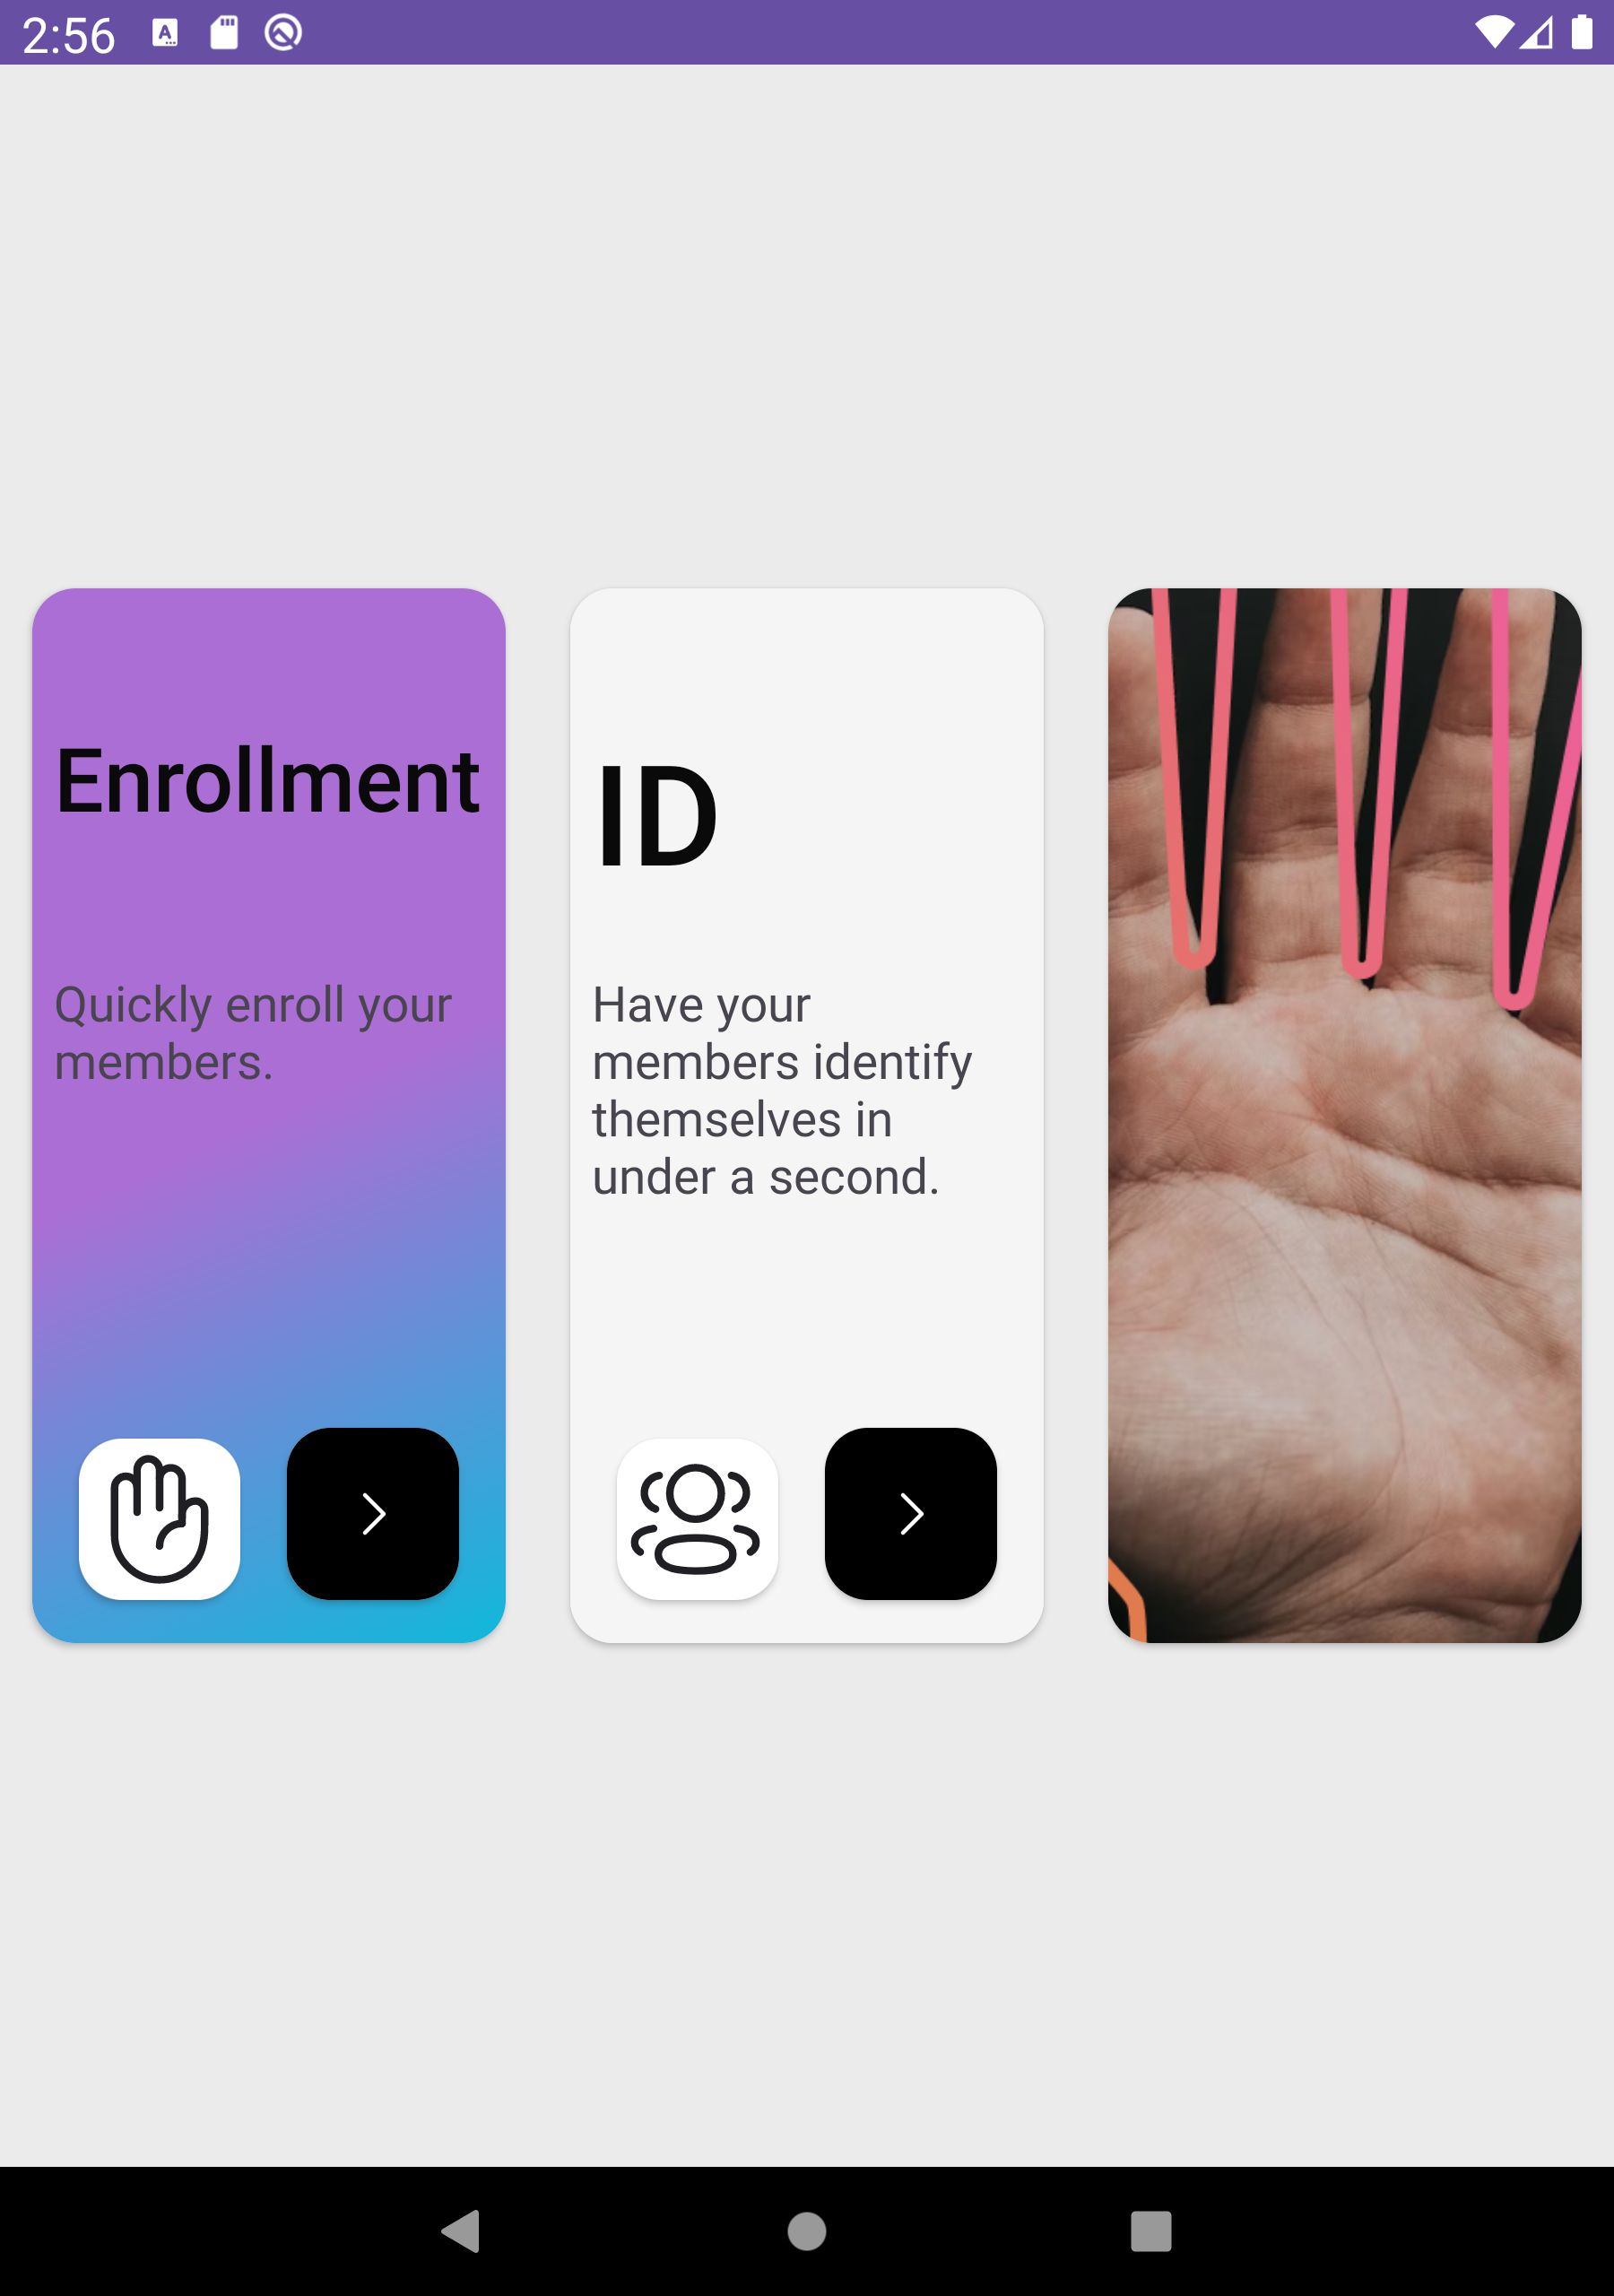 2:56
Enrollment
Quickly enroll your
members.
ID
Have your
members identify
themselves in
under a second.